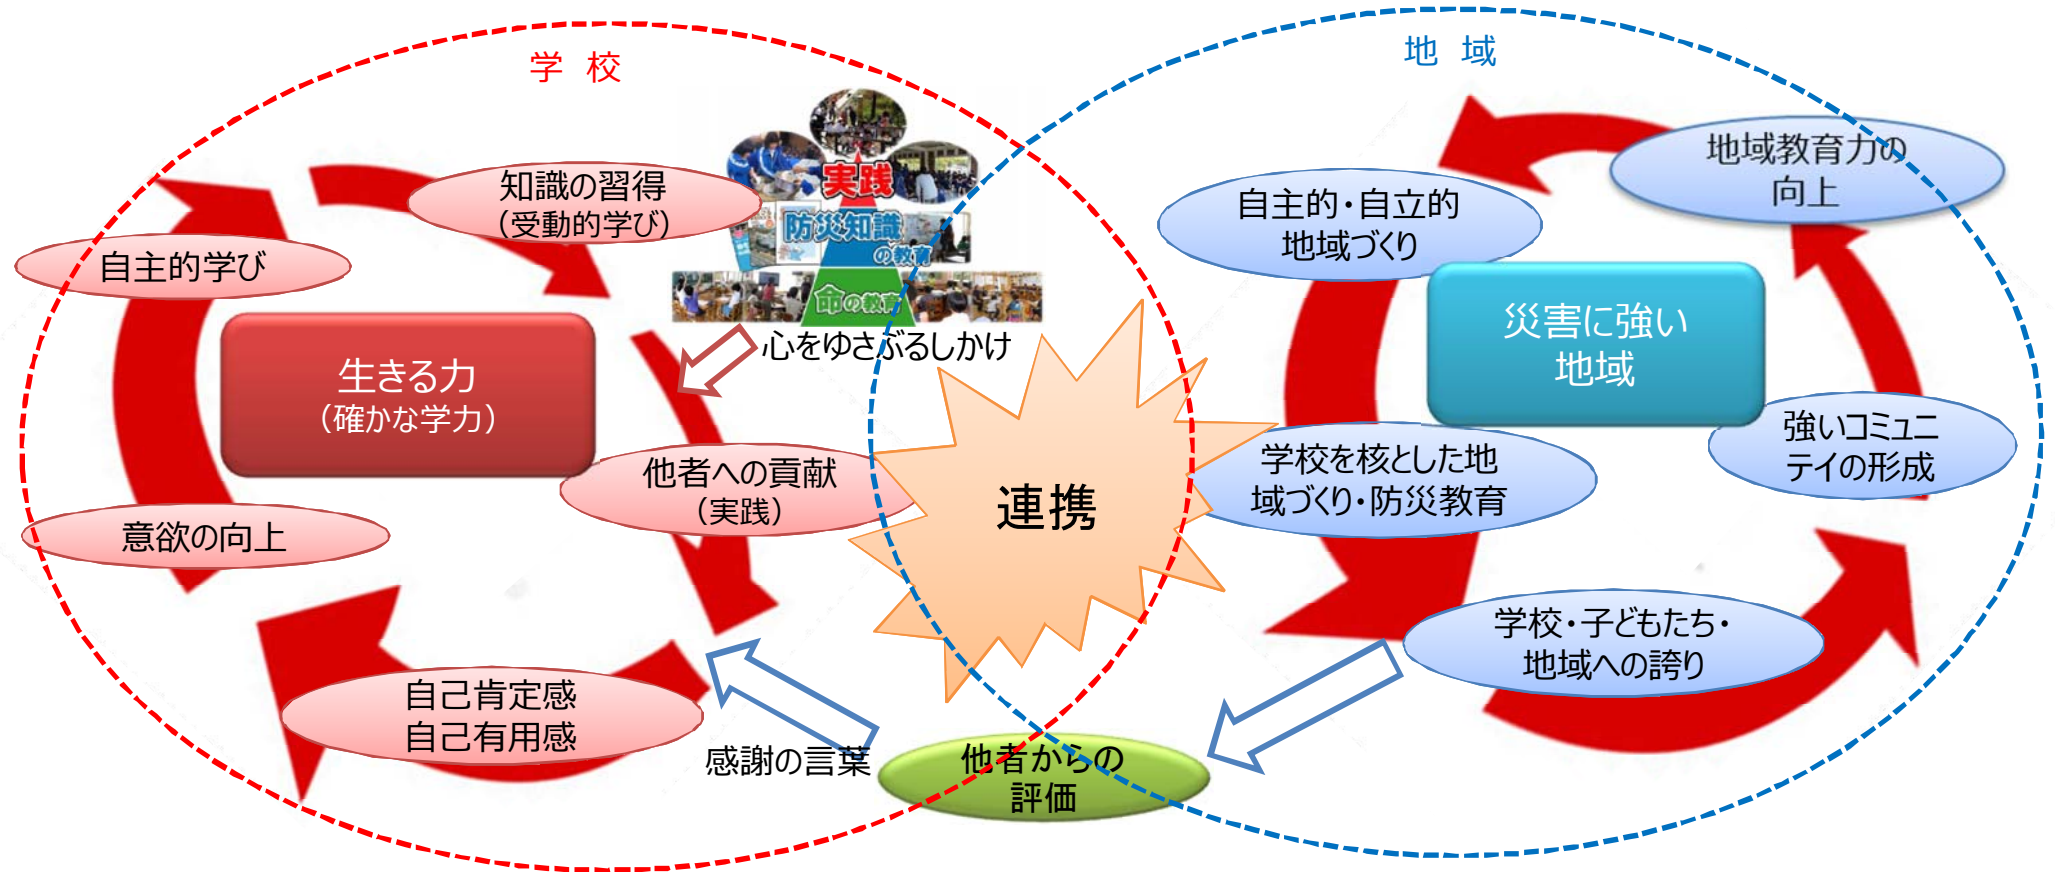 学 校
地 域
実践
防災知識
の教育
命の教育
心をゆさぶるしかけ
知識の習得
（受動的学び）
自主的学び
生きる力
（確かな学力）
他者への貢献
（実践）
意欲の向上
自己肯定感
自己有用感
感謝の言葉
連携
他者からの
評価
地域教育力の
向上
自主的・自立的
地域づくり
災害に強い
地域
強いコミュニ
テイの形成
学校を核とした地
域づくり・防災教育
学校・子どもたち・
地域への誇り